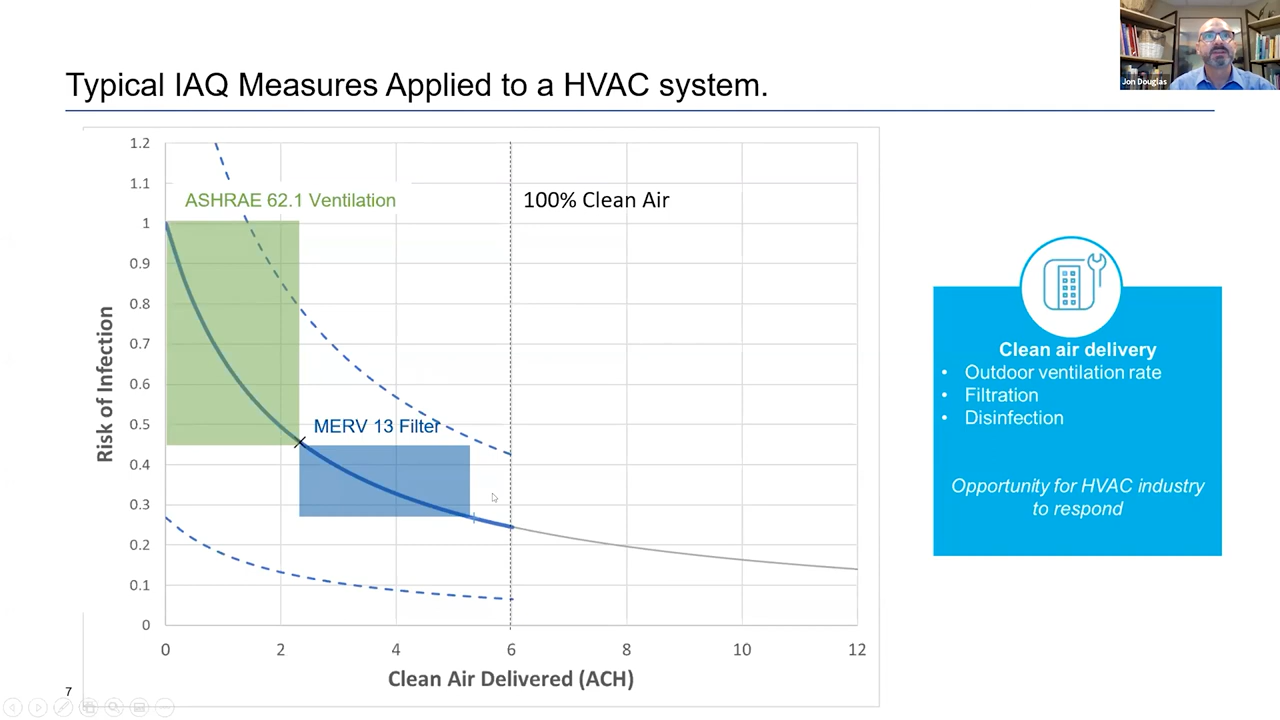 Jon Douglas
Typical IAQ Measures Applied to a HVAC system.
1.2
1.1
1
0.9
0.8
0.7
0.6
0.5
0.4
0.3
0.2
0.1
0
Risk of Infection
ASHRAE 62.1 Ventilation
100% Clean Air
MERV 13 Filter
0 2 4 6 8 10 12
Clean Air Delivered (ACH)
Clean air delivery
• Outdoor ventilation rate
• Filtration
• Disinfection
Opportunity for HVAC industry
to respond
7